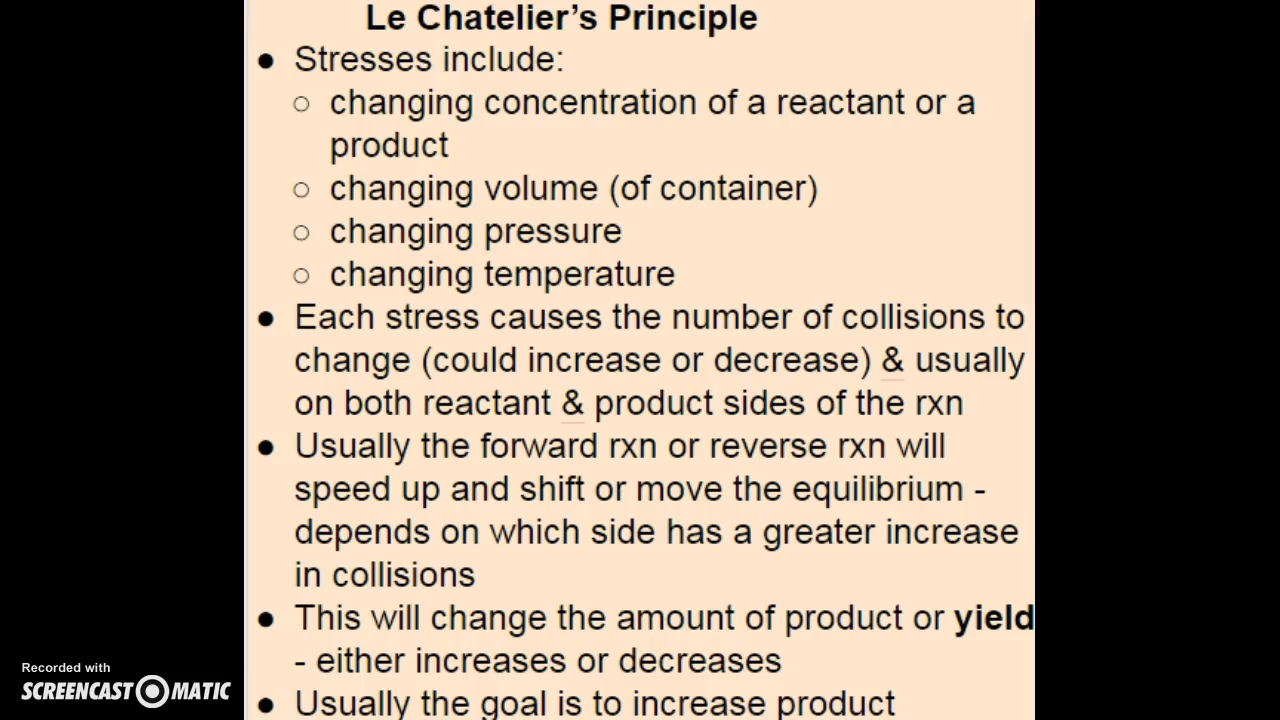 Le Chatelier's Principle
● Stresses include:
○ changing concentration of a reactant or a
product
○ changing volume (of container)
○ changing pressure
○ changing temperature
● Each stress causes the number of collisions to
change (could increase or decrease) & usually
on both reactant & product sides of the rxn
● Usually the forward rxn or reverse rxn will
speed up and shift or move the equilibrium -
depends on which side has a greater increase
in collisions
● This will change the amount of product or yield
- either increases or decreases
● Usually the goal is to increase product
Recorded with
SCREENCAST-O-MATIC